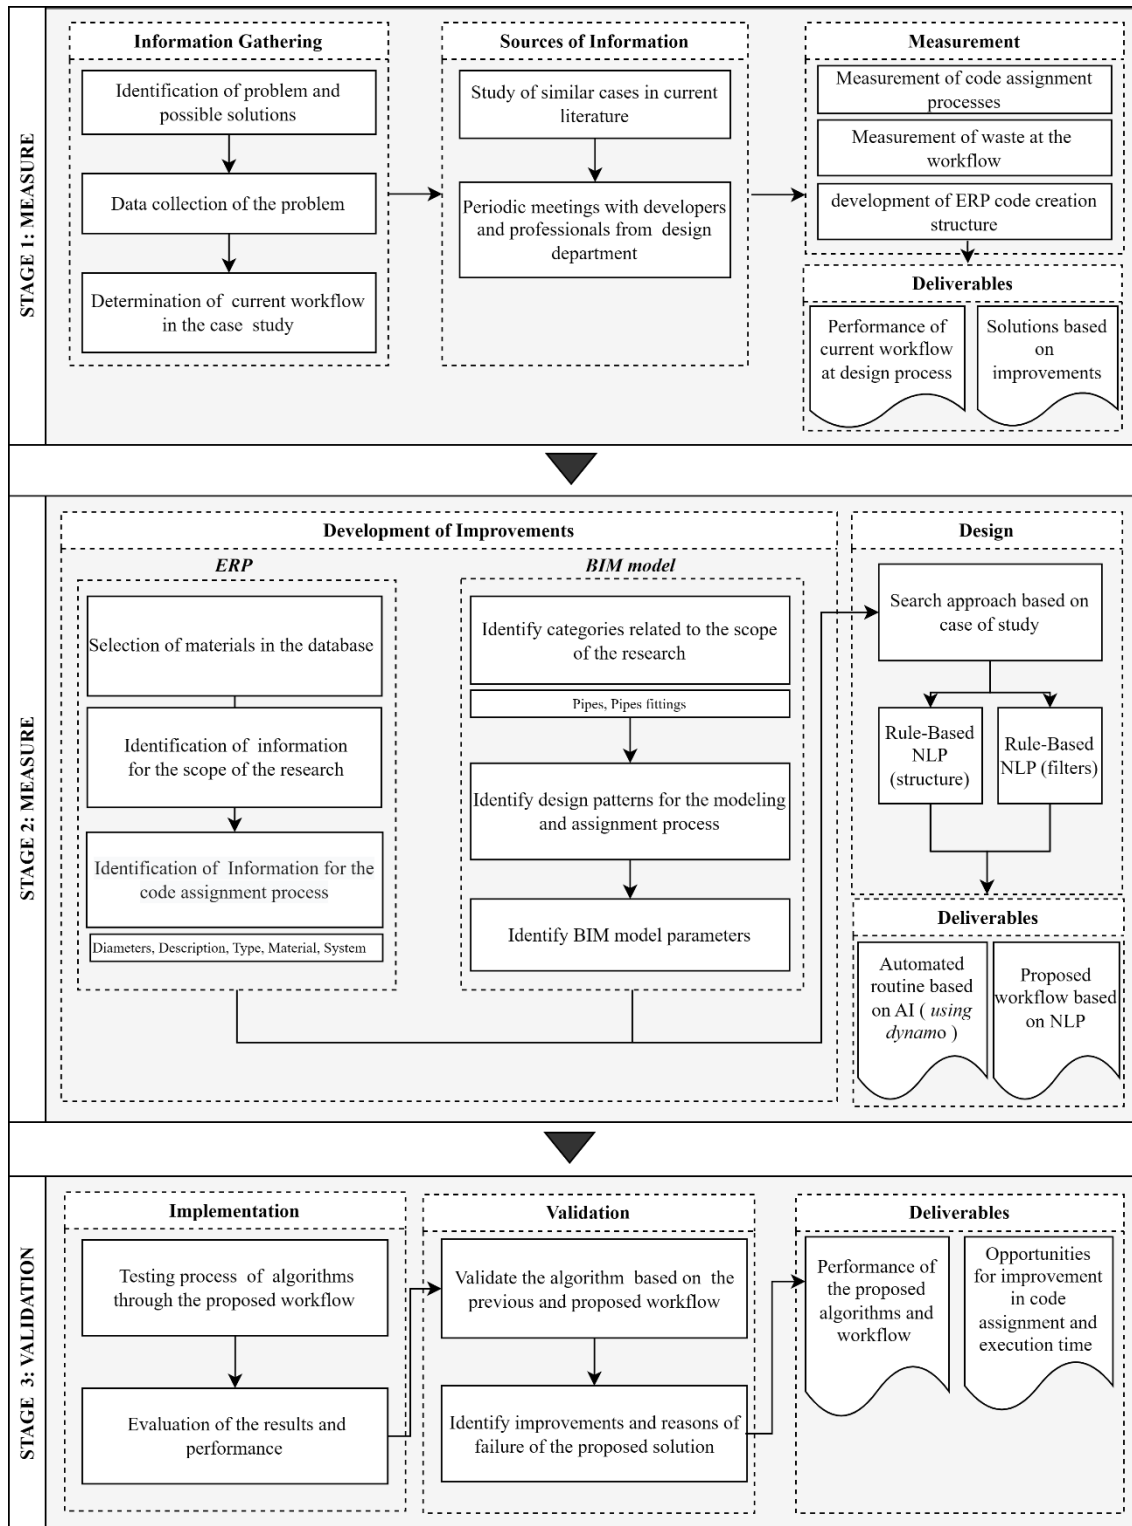 STAGE 1: MEASURE
Information Gathering
Identification of problem and
possible solutions
Data collection of the problem
Determination of current workflow
in the case study
Sources of Information
Study of similar cases in current
literature
Periodic meetings with developers
and professionals from design
department
Measurement
Measurement of code assignment
processes
Measurement of waste at the
workflow
development of ERP code creation
structure
Deliverables
Performance of
current workflow
at design process
Solutions based
on
improvements
STAGE 2: MEASURE
Development of Improvements
ERP
Selection of materials in the database
Identification of information
for the scope of the research
Identification of Information for the
code assignment process
Diameters, Description, Type, Material, System
BIM model
Identify categories related to the scope
of the research
Pipes, Pipes fittings
Identify design patterns for the modeling
and assignment process
Identify BIM model parameters
Design
Search approach based on
case of study
Rule-Based
NLP
(structure)
Rule-Based
NLP (filters)
Deliverables
Automated
routine based
on AI ( using
dynamo )
Proposed
workflow based
on NLP
STAGE 3: VALIDATION
Implementation
Testing process of algorithms
through the proposed workflow
Evaluation of the results and
performance
Validation
Validate the algorithm based on the
previous and proposed workflow
Identify improvements and reasons of
failure of the proposed solution
Deliverables
Performance of
the proposed
algorithms and
workflow
Opportunities
for improvement
in code
assignment and
execution time